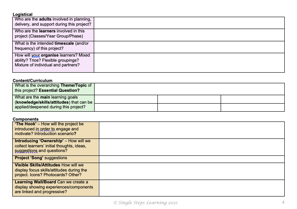 Logistical
Who are the adults involved in planning,
delivery, and support during this project?
Who are the learners involved in this
project (Classes/Year Group/Phase)
What is the intended timescale (and/or
frequency) of this project?
How will your organise learners? Mixed
ability? Trios? Flexible groupings?
Mixture of individual and partners?
Content/Curriculum
What is the overarching Theme/Topic of
this project? Essential Question?
What are the main learning goals
(knowledge/skills/attitudes) that can be
applied/deepened during this project?
Components
'The Hook' – How will the project be
introduced in order to engage and
motivate? Introduction scenario?
Introducing 'Ownership' – How will we
collect learners' initial thoughts, ideas,
suggestions and questions?
Project 'Song' suggestions
Visible Skills/Attitudes How will we
display focus skills/attitudes during the
project. Icons? Photocards? Other?
Learning Wall/Board Can we create a
display showing experiences/components
are linked and progressive?